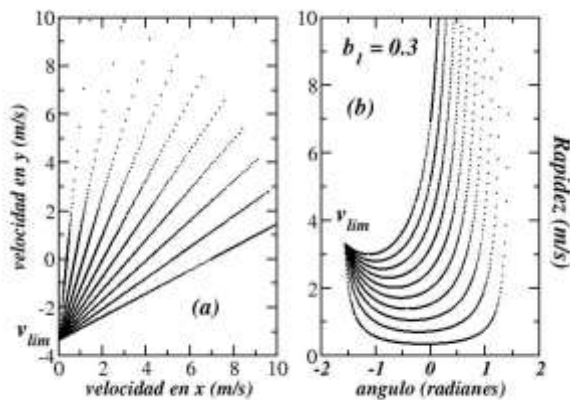 10
8
6
4
2
0
-2
-4
velocidad en y (m/s)
v_lim
0 2 4 6 8 10
velocidad en x (m/s)
(a)
10
8
6
4
2
0
b_1 = 0.3
(b)
v_lim
Rapidez (m/s)
-2 -1 0 1 2
angulo (radianes)